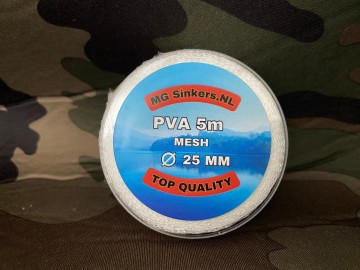 MG Sinkers.NL
PVA 5m
MESH
Ø 25 MM
TOP QUALITY